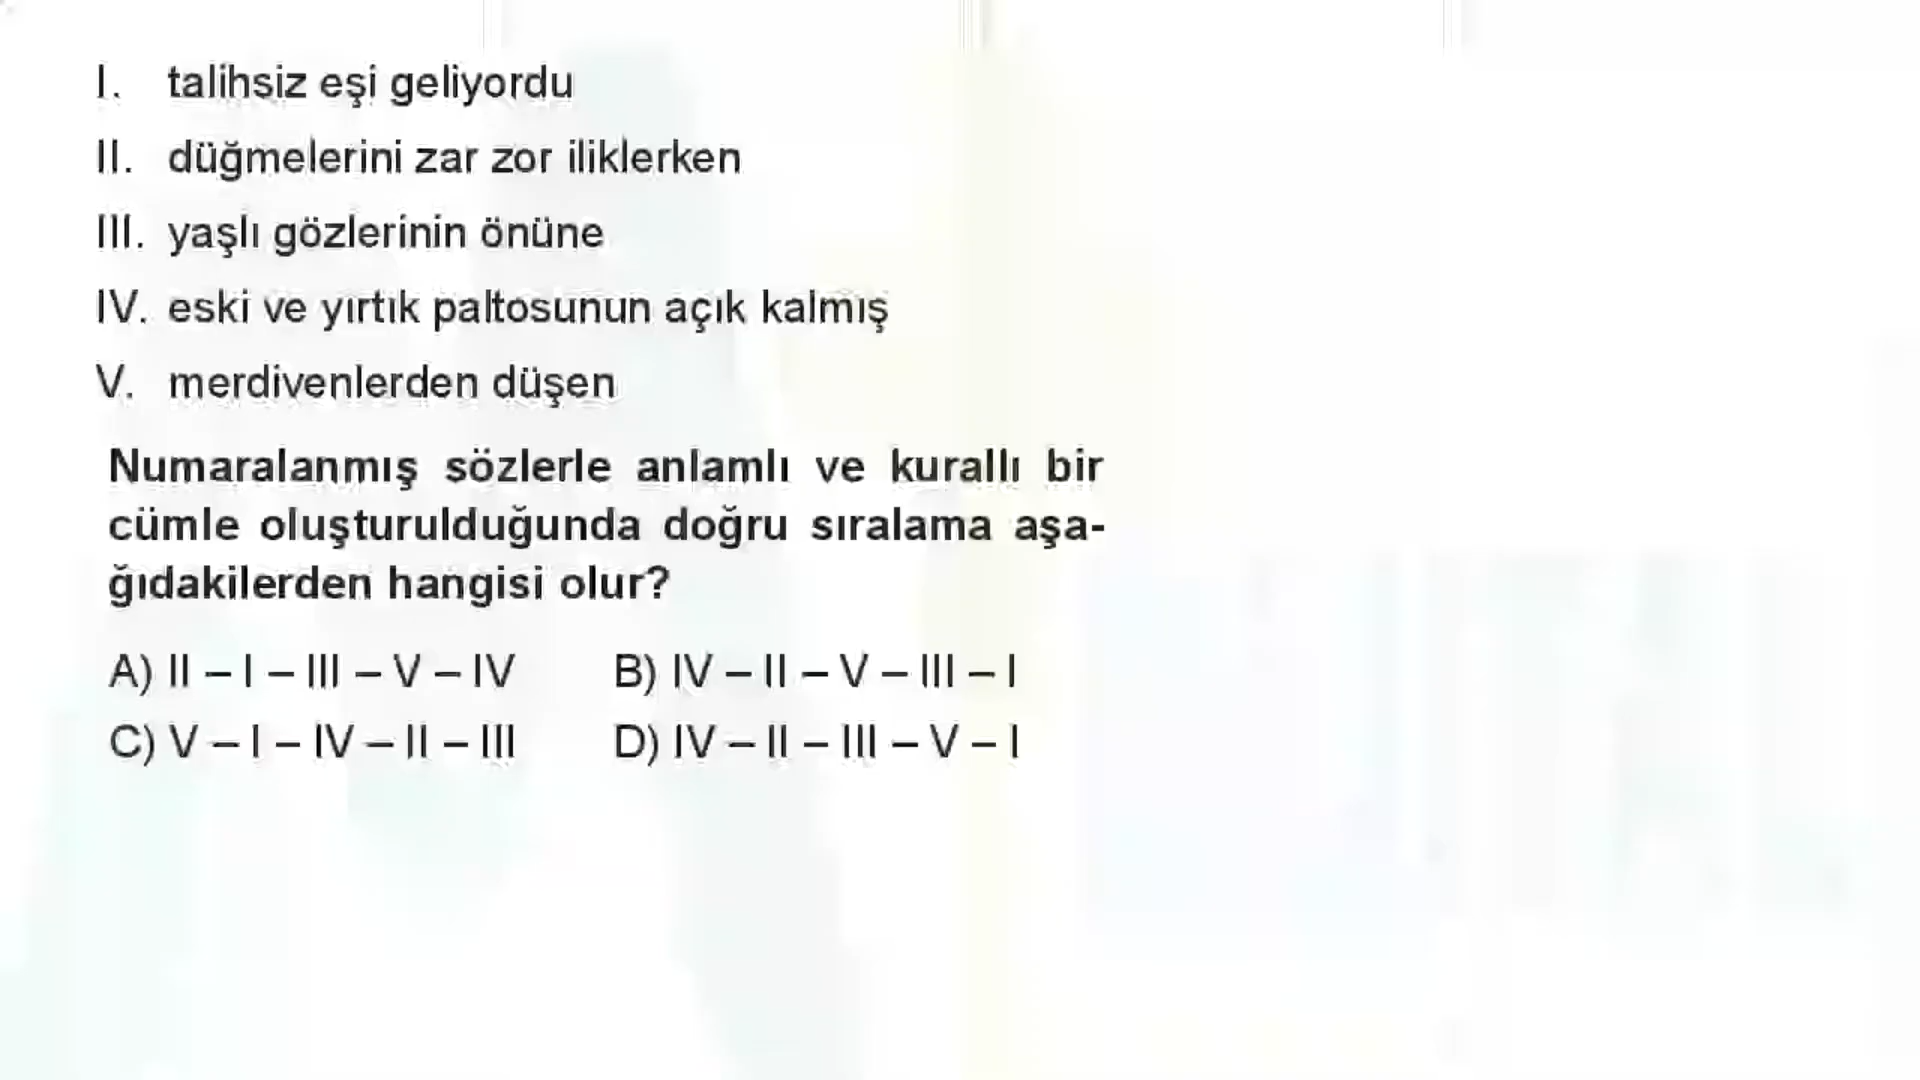 I. talihsiz eşi geliyordu
II. düğmelerini zar zor iliklerken
III. yaşlı gözlerinin önüne
IV. eski ve yırtık paltosunun açık kalmış
V. merdivenlerden düşen
Numaralanmış sözlerle anlamlı ve kurallı bir
cümle oluşturulduğunda doğru sıralama aşa-
ğıdakilerden hangisi olur?
A) II – I – III – V – IV B) IV – II – V – III – I
C) V – I – IV – II – III D) IV – II – III – V – I